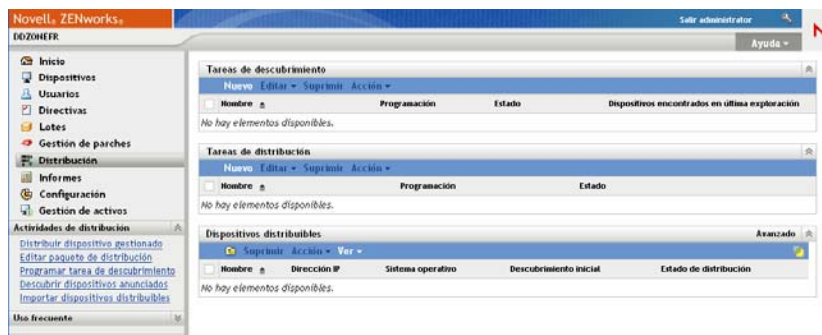 Novell® ZENworks®
Salir administrator
DDZONEFR
Ayuda
Inicio
Dispositivos
Usuarios
Directivas
Lotes
Gestión de parches
Distribución
Informes
Configuración
Gestión de activos
Actividades de distribución
Distribuir dispositivo gestionado
Editar paquete de distribución
Programar tarea de descubrimiento
Descubrir dispositivos anunciados
Importar dispositivos distribuibles
Uso frecuente
Tareas de descubrimiento
Nuevo Editar Suprimir Acción
Nombre Programación Estado Dispositivos encontrados en última exploración
No hay elementos disponibles.
Tareas de distribución
Nuevo Editar Suprimir Acción
Nombre Programación Estado
No hay elementos disponibles.
Dispositivos distribuibles Avanzado
Suprimir Acción Ver
Nombre Dirección IP Sistema operativo Descubrimiento inicial Estado de distribución
No hay elementos disponibles.